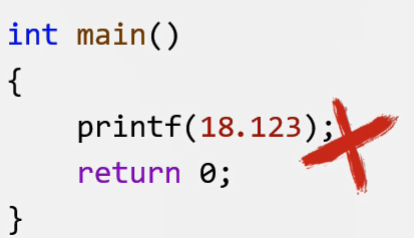 int main()
{
    printf(18.123);
    return 0;
}